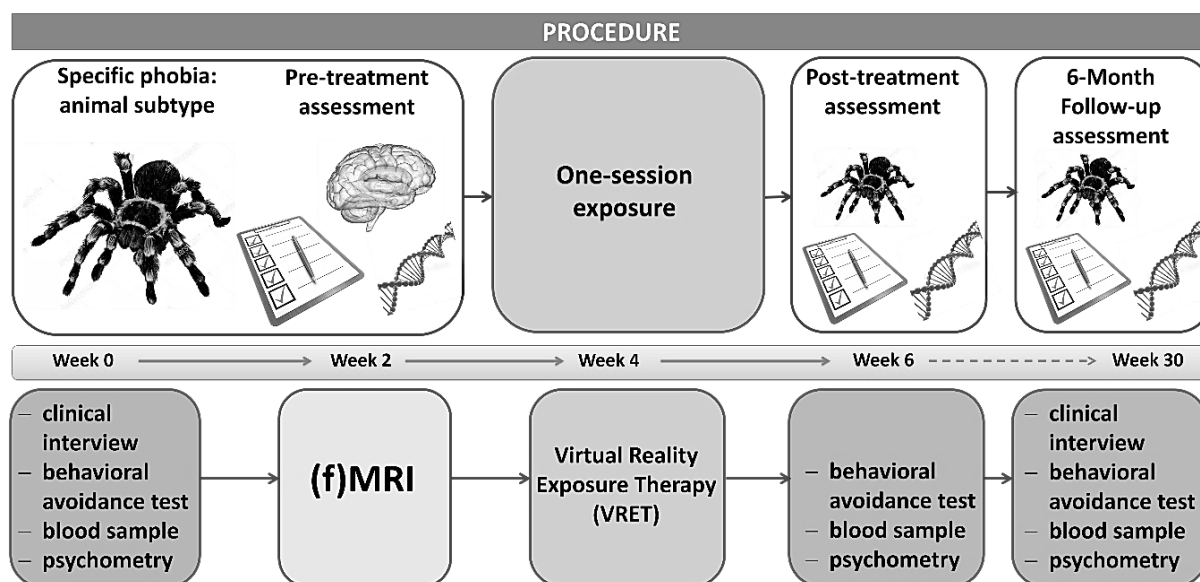 PROCEDURE
Specific phobia:
animal subtype
Pre-treatment
assessment
One-session
exposure
Post-treatment
assessment
6-Month
Follow-up
assessment
Week 0
Week 2
Week 4
Week 6
Week 30
– clinical
interview
– behavioral
avoidance test
– blood sample
– psychometry
(f)MRI
Virtual Reality
Exposure Therapy
(VRET)
– behavioral
avoidance test
– blood sample
– psychometry
– clinical
interview
– behavioral
avoidance test
– blood sample
– psychometry